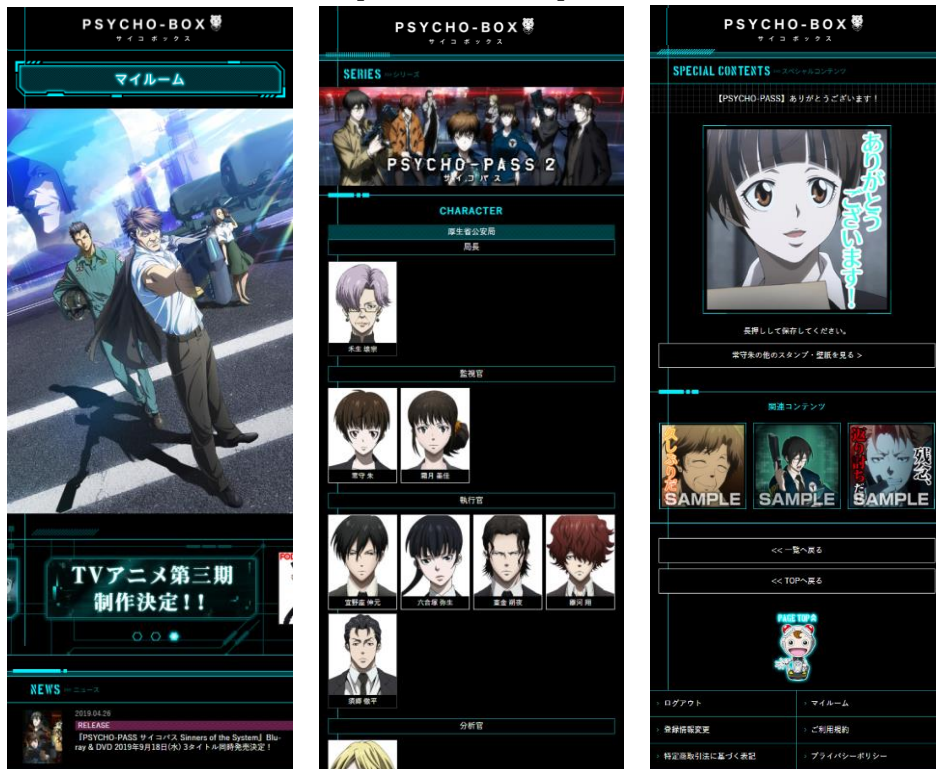 PSYCHO-BOX
サイコ ボックス
マイルーム
TVアニメ第三期
制作決定!!
NEWS
ニュース
2019.04.26
RELEASE
『PSYCHO-PASS サイコパス Sinners of the System』Blu-
ray & DVD 2019年9月18日(水) 3タイトル同時発売決定!
PSYCHO-BOX
サイコ ボックス
SERIES
シリーズ
PSYCHO-PASS 2
サイコパス
CHARACTER
厚生省公安局
局長
禾生 壌宗
監視官
常守 朱
霜月 美佳
執行官
宜野座 伸元
六合塚 弥生
雛河 翔
須郷 徹平
分析官
PSYCHO-BOX
サイコ ボックス
SPECIAL CONTENTS
スペシャルコンテンツ
【PSYCHO-PASS】ありがとうございます!
ありがとう
ございます!
長押しして保存してください。
常守朱の他のスタンプ・壁紙を見る >
関連コンテンツ
SAMPLE
SAMPLE
返り討ちだ
残念、
SAMPLE
<< 一覧へ戻る
<< TOPへ戻る
PAGE TOP
ログアウト
マイルーム
登録情報変更
ご利用規約
特定商取引法に基づく表記
プライバシーポリシー